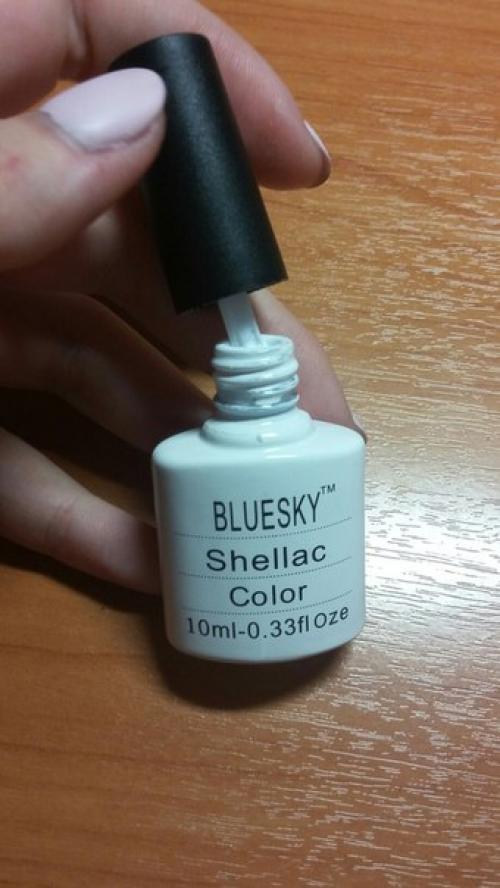 BLUESKY™
Shellac
Color
10ml-0.33fl Oze